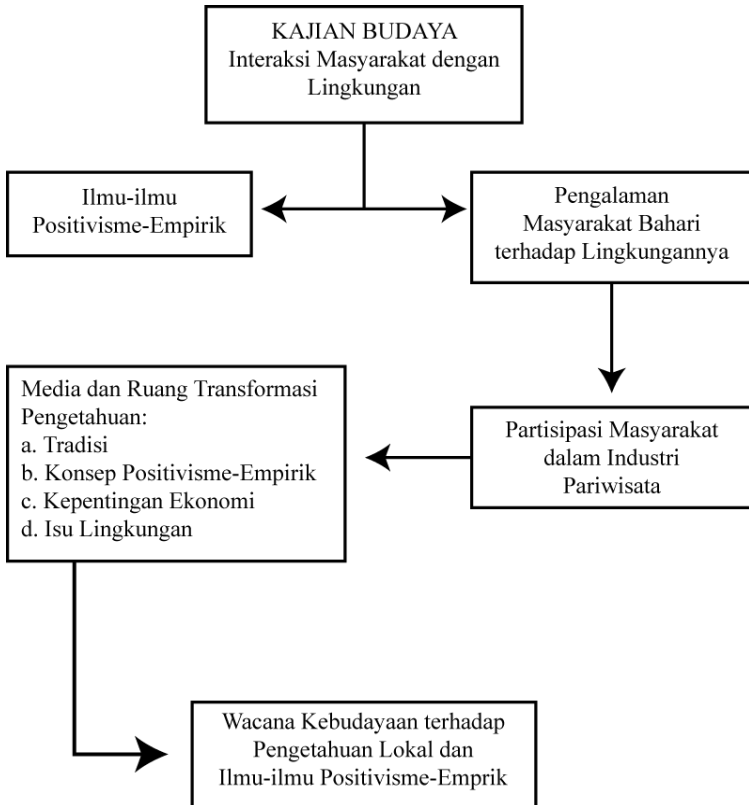 KAJIAN BUDAYA
Interaksi Masyarakat dengan
Lingkungan
Ilmu-ilmu
Positivisme-Empirik
Pengalaman
Masyarakat Bahari
terhadap Lingkungannya
Partisipasi Masyarakat
dalam Industri
Pariwisata
Media dan Ruang Transformasi
Pengetahuan:
a. Tradisi
b. Konsep Positivisme-Empirik
c. Kepentingan Ekonomi
d. Isu Lingkungan
Wacana Kebudayaan terhadap
Pengetahuan Lokal dan
Ilmu-ilmu Positivisme-Emprik